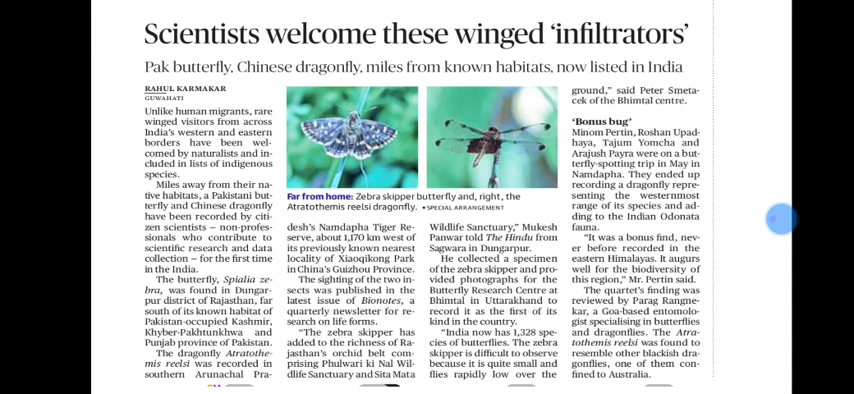 Scientists welcome these winged ‘infiltrators’
Pak butterfly, Chinese dragonfly, miles from known habitats, now listed in India
RAHUL KARMAKAR
GUWAHATI
Unlike human migrants, rare
winged visitors from across
India’s western and eastern
borders have been wel-
comed by naturalists and in-
cluded in lists of indigenous
species.
Miles away from their na-
tive habitats, a Pakistani but-
terfly and Chinese dragonfly
have been recorded by citi-
zen scientists – non-profes-
sionals who contribute to
scientific research and data
collection – for the first time
in the India.
The butterfly, Spialia ze-
bra, was found in Dungar-
pur district of Rajasthan, far
south of its known habitat of
Pakistan-occupied Kashmir,
Khyber-Pakhtunkhwa and
Punjab province of Pakistan.
The dragonfly Atratothe-
mis reelsi was recorded in
southern Arunachal Pra-
Far from home: Zebra skipper butterfly and, right, the
Atratothemis reelsi dragonfly. •SPECIAL ARRANGEMENT
desh’s Namdapha Tiger Re-
serve, about 1,170 km west of
its previously known nearest
locality of Xiaoqikong Park
in China’s Guizhou Province.
The sighting of the two in-
sects was published in the
latest issue of Bionotes, a
quarterly newsletter for re-
search on life forms.
“The zebra skipper has
added to the richness of Ra-
jasthan’s orchid belt com-
prising Phulwari ki Nal Wil-
dlife Sanctuary and Sita Mata
Wildlife Sanctuary,” Mukesh
Panwar told The Hindu from
Sagwara in Dungarpur.
He collected a specimen
of the zebra skipper and pro-
vided photographs for the
Butterfly Research Centre at
Bhimtal in Uttarakhand to
record it as the first of its
kind in the country.
“India now has 1,328 spe-
cies of butterflies. The zebra
skipper is difficult to observe
because it is quite small and
flies rapidly low over the
ground,” said Peter Smeta-
cek of the Bhimtal centre.
‘Bonus bug’
Minom Pertin, Roshan Upad-
haya, Tajum Yomcha and
Arajush Payra were on a but-
terfly-spotting trip in May in
Namdapha. They ended up
recording a dragonfly repre-
senting the westernmost
range of its species and ad-
ding to the Indian Odonata
fauna.
“It was a bonus find, nev-
er before recorded in the
eastern Himalayas. It augurs
well for the biodiversity of
this region,” Mr. Pertin said.
The quartet’s finding was
reviewed by Parag Rangne-
kar, a Goa-based entomolo-
gist specialising in butterflies
and dragonflies. The Atra-
tothemis reelsi was found to
resemble other blackish dra-
gonflies, one of them con-
fined to Australia.